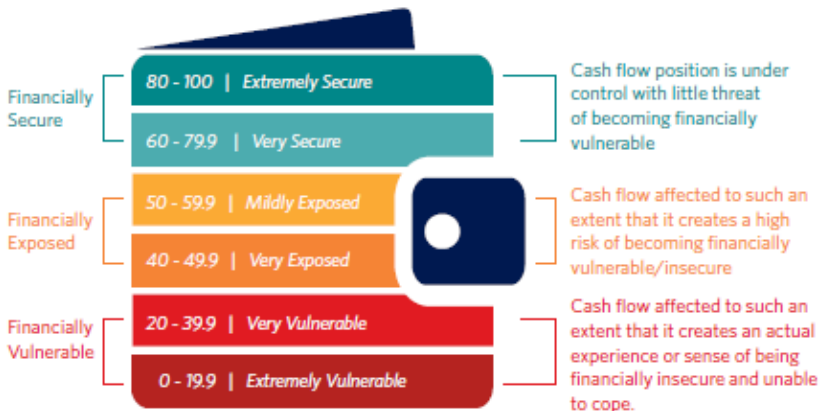 Financially
Secure
80 - 100 | Extremely Secure
60 - 79.9 | Very Secure
Cash flow position is under
control with little threat
of becoming financially
vulnerable
Financially
Exposed
50 - 59.9 | Mildly Exposed
40 - 49.9 | Very Exposed
Cash flow affected to such an
extent that it creates a high
risk of becoming financially
vulnerable/insecure
Financially
Vulnerable
20 - 39.9 | Very Vulnerable
0 - 19.9 | Extremely Vulnerable
Cash flow affected to such an
extent that it creates an actual
experience or sense of being
financially insecure and unable
to cope.